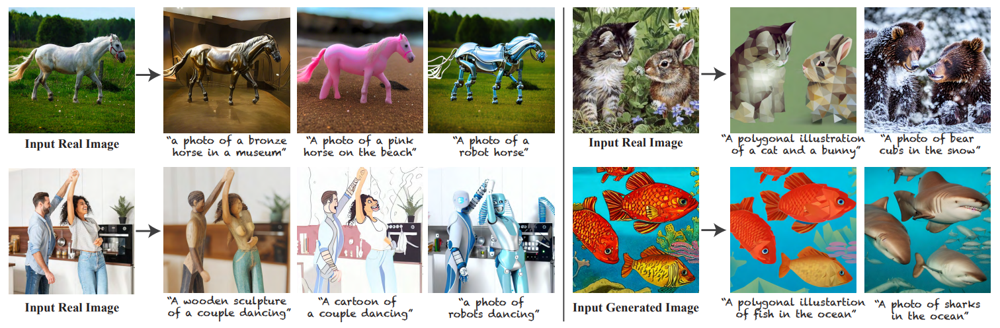 Input Real Image
“a photo of a bronze
horse in a museum”
“A photo of a pink
horse on the beach”
“A photo of a
robot horse”
Input Real Image
“A polygonal illustration
of a cat and a bunny”
“A photo of bear
cubs in the snow”
Input Real Image
“A wooden sculpture
of a couple dancing”
“A cartoon of
a couple dancing”
“a photo of
robots dancing”
Input Generated Image
“A polygonal illustartion
of fish in the ocean”
“A photo of sharks
in the ocean”